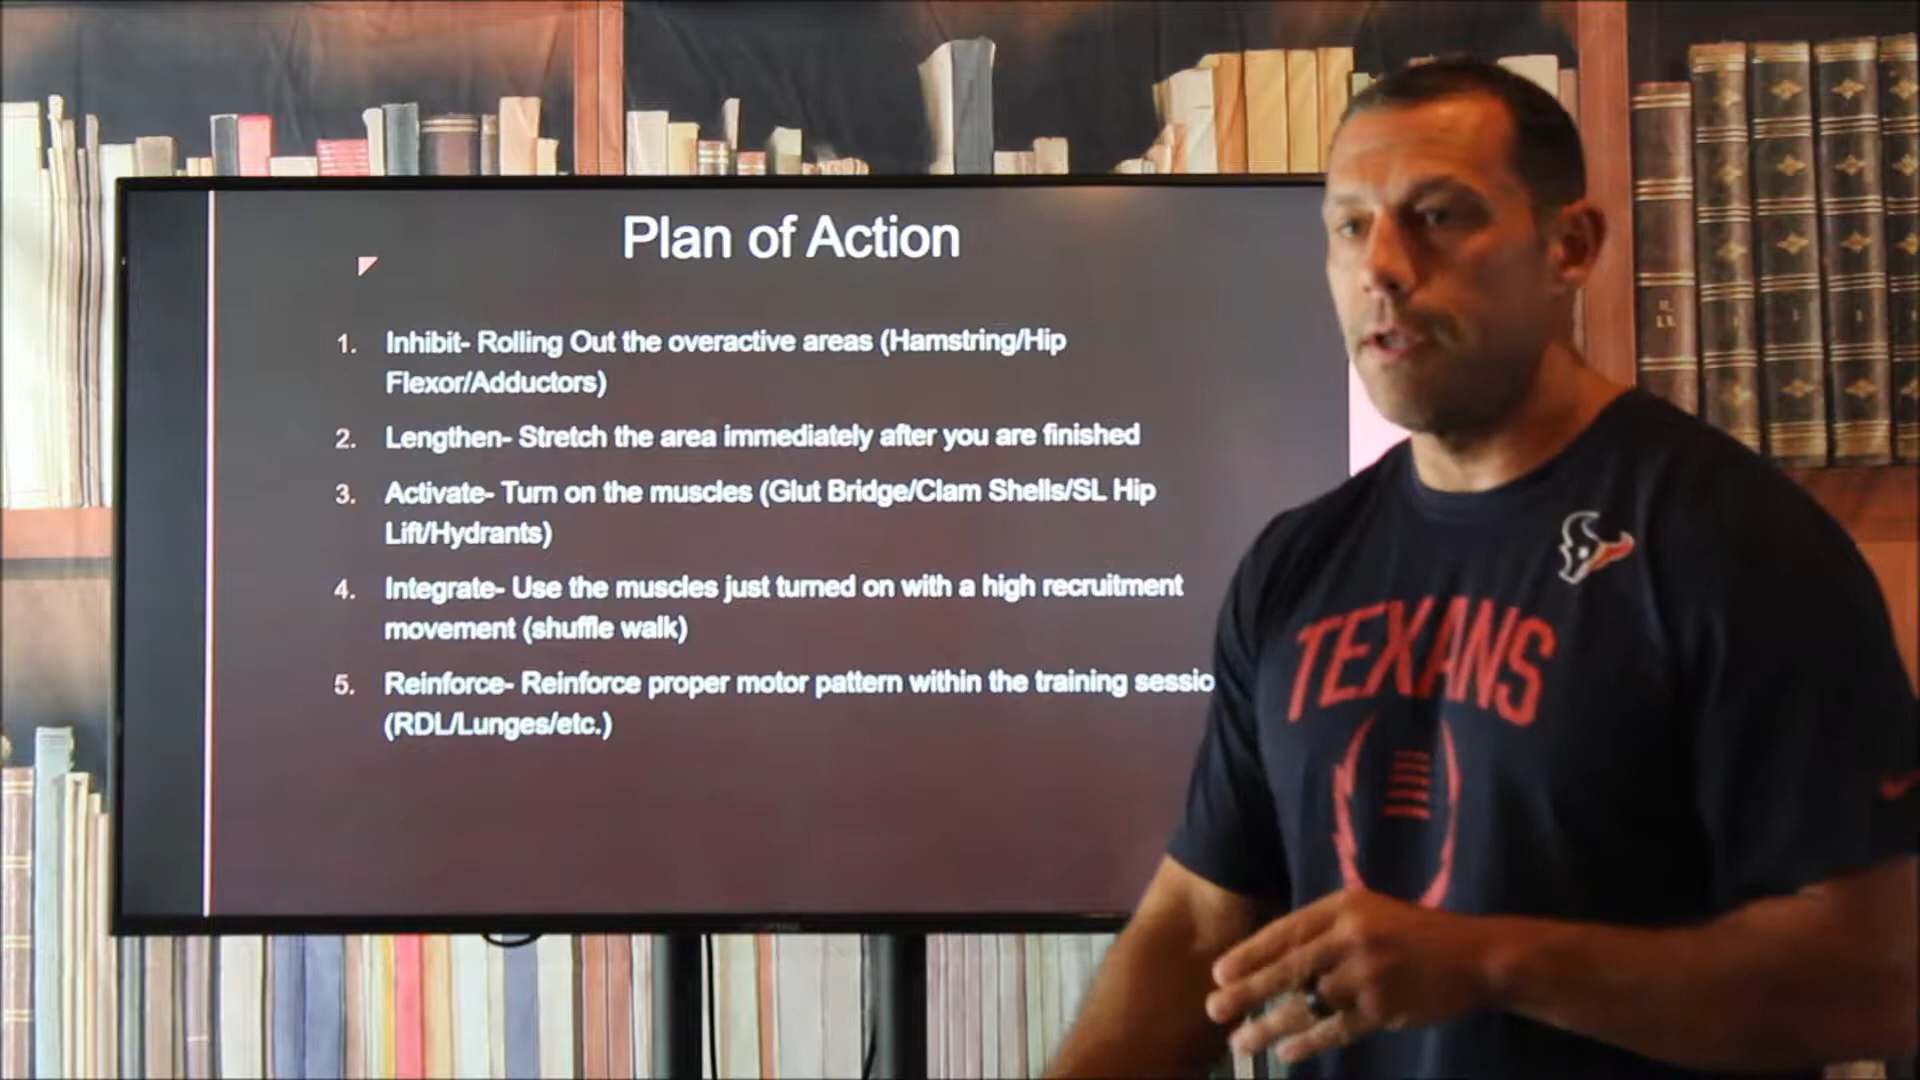 Plan of Action
1. Inhibit- Rolling Out the overactive areas (Hamstring/Hip
Flexor/Adductors)
2. Lengthen- Stretch the area immediately after you are finished
3. Activate- Turn on the muscles (Glut Bridge/Clam Shells/SL Hip
Lift/Hydrants)
4. Integrate- Use the muscles just turned on with a high recruitment
movement (shuffle walk)
5. Reinforce- Reinforce proper motor pattern within the training sessio
(RDL/Lunges/etc.)
TEXANS